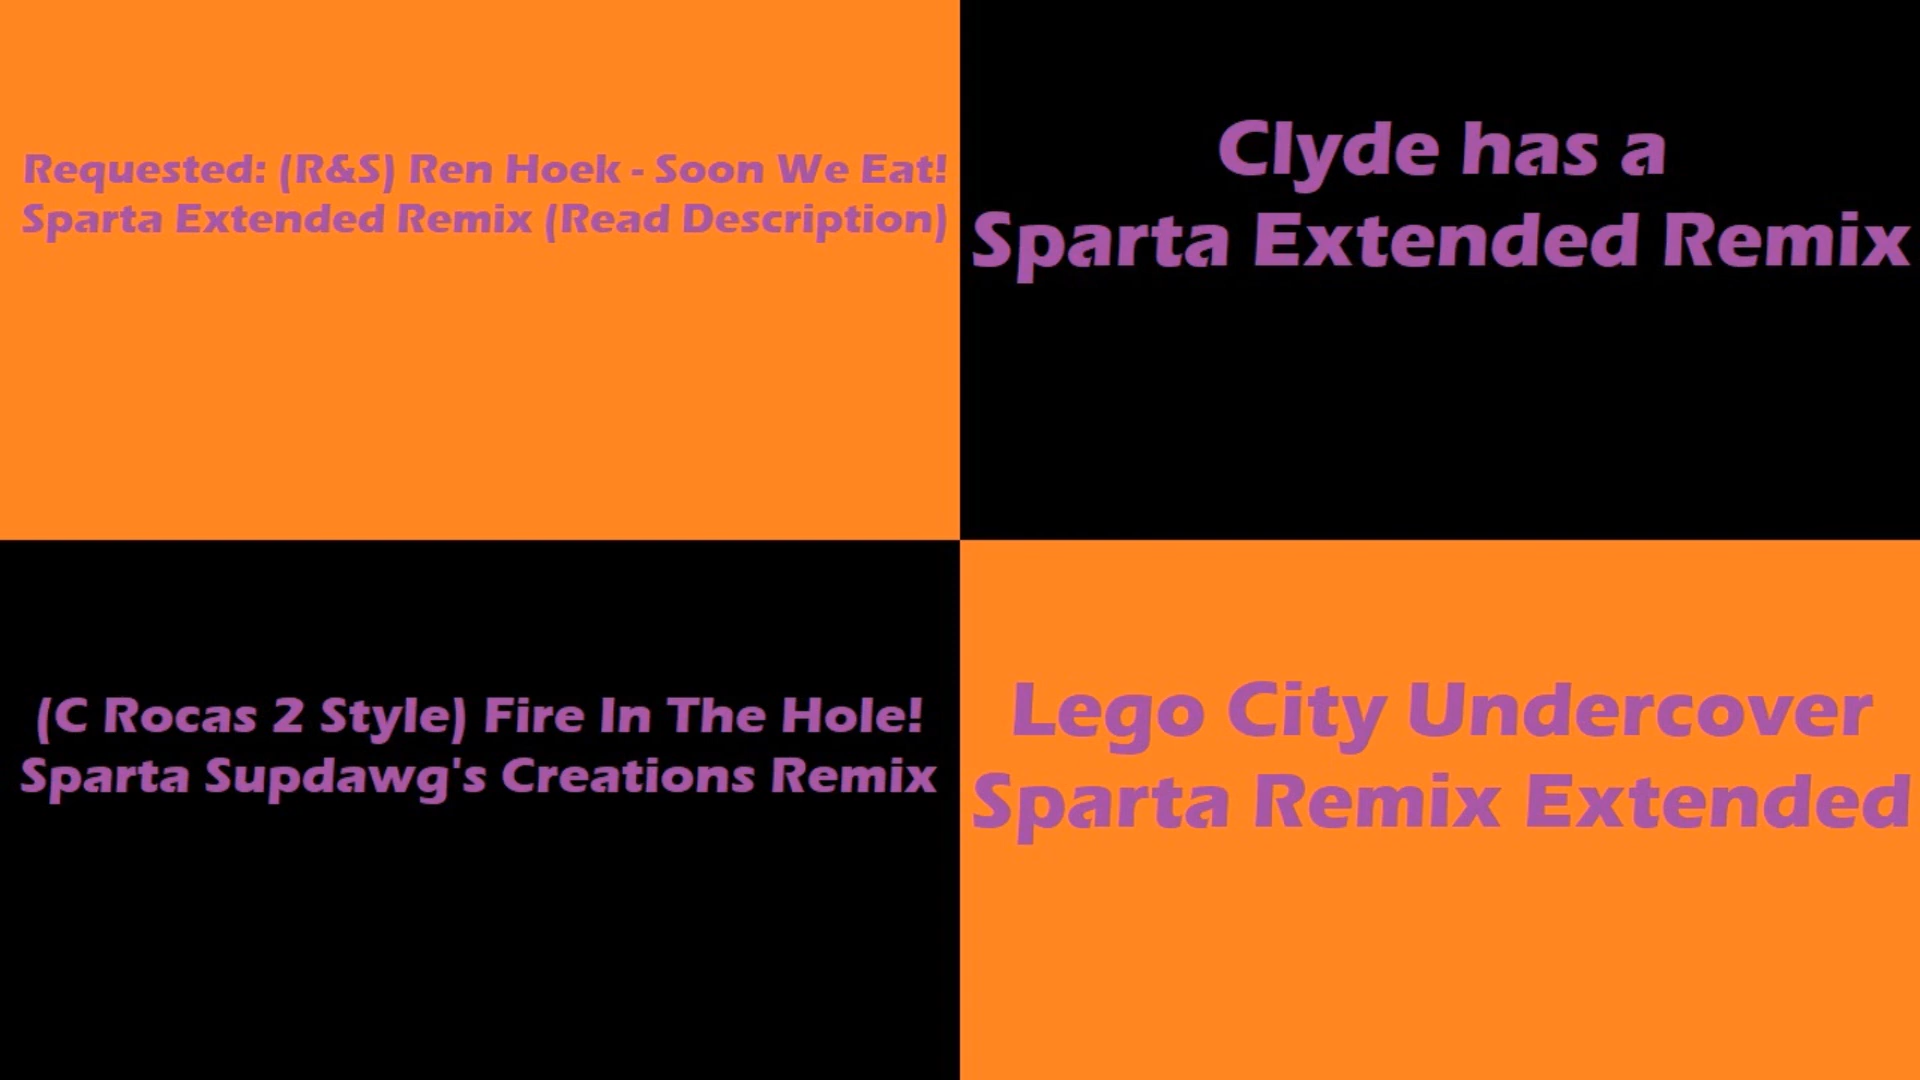 Requested: (R&S) Ren Hoek - Soon We Eat!
Sparta Extended Remix (Read Description)
Clyde has a
Sparta Extended Remix
(C Rocas 2 Style) Fire In The Hole!
Sparta Supdawg's Creations Remix
Lego City Undercover
Sparta Remix Extended